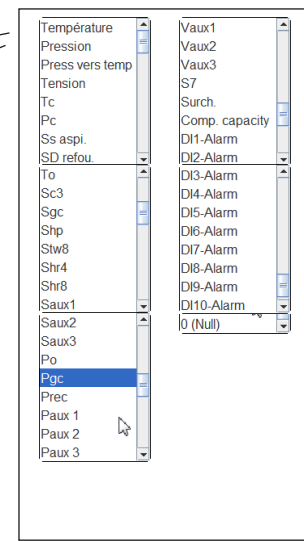 Température
Pression
Press vers temp
Tension
Tc
Pc
Ss aspi.
SD refou.
To
Sc3
Sgc
Shp
Stw8
Shr4
Shr8
Saux1
Saux2
Saux3
Po
Pgc
Prec
Paux 1
Paux 2
Paux 3
Vaux1
Vaux2
Vaux3
S7
Surch.
Comp. capacity
DI1-Alarm
DI2-Alarm
DI3-Alarm
DI4-Alarm
DI5-Alarm
DI6-Alarm
DI7-Alarm
DI8-Alarm
DI9-Alarm
DI10-Alarm
0 (Null)